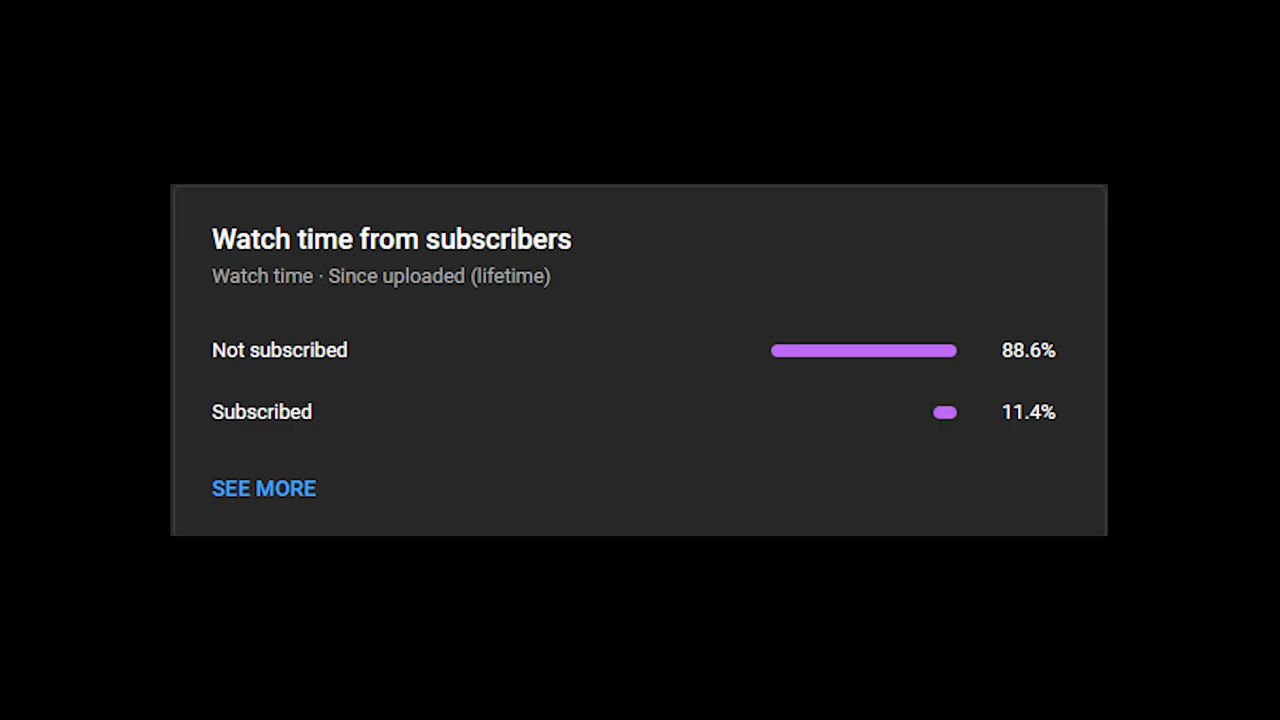 Watch time from subscribers
Watch time · Since uploaded (lifetime)
Not subscribed 88.6%
Subscribed 11.4%
SEE MORE